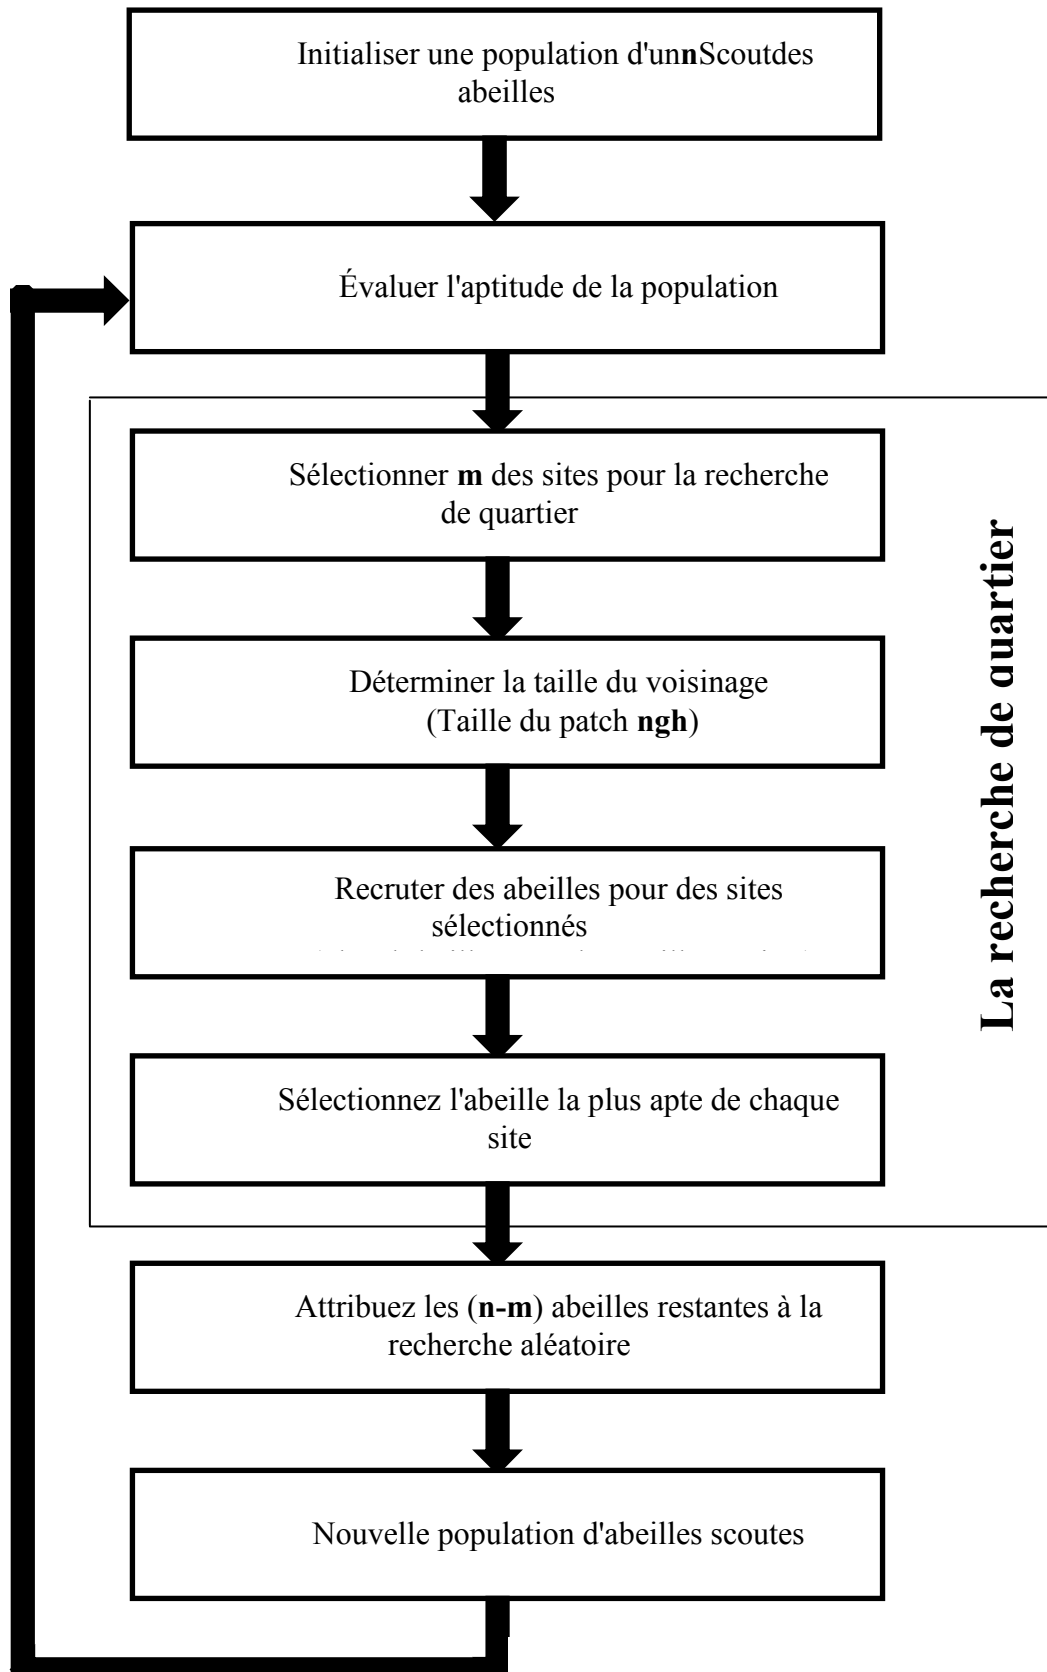 Initialiser une population d'unnScoutdes
abeilles
Évaluer l'aptitude de la population
Sélectionner m des sites pour la recherche
de quartier
Déterminer la taille du voisinage
(Taille du patch ngh)
Recruter des abeilles pour des sites
sélectionnés
Sélectionnez l'abeille la plus apte de chaque
site
La recherche de quartier
Attribuez les (n-m) abeilles restantes à la
recherche aléatoire
Nouvelle population d'abeilles scoutes